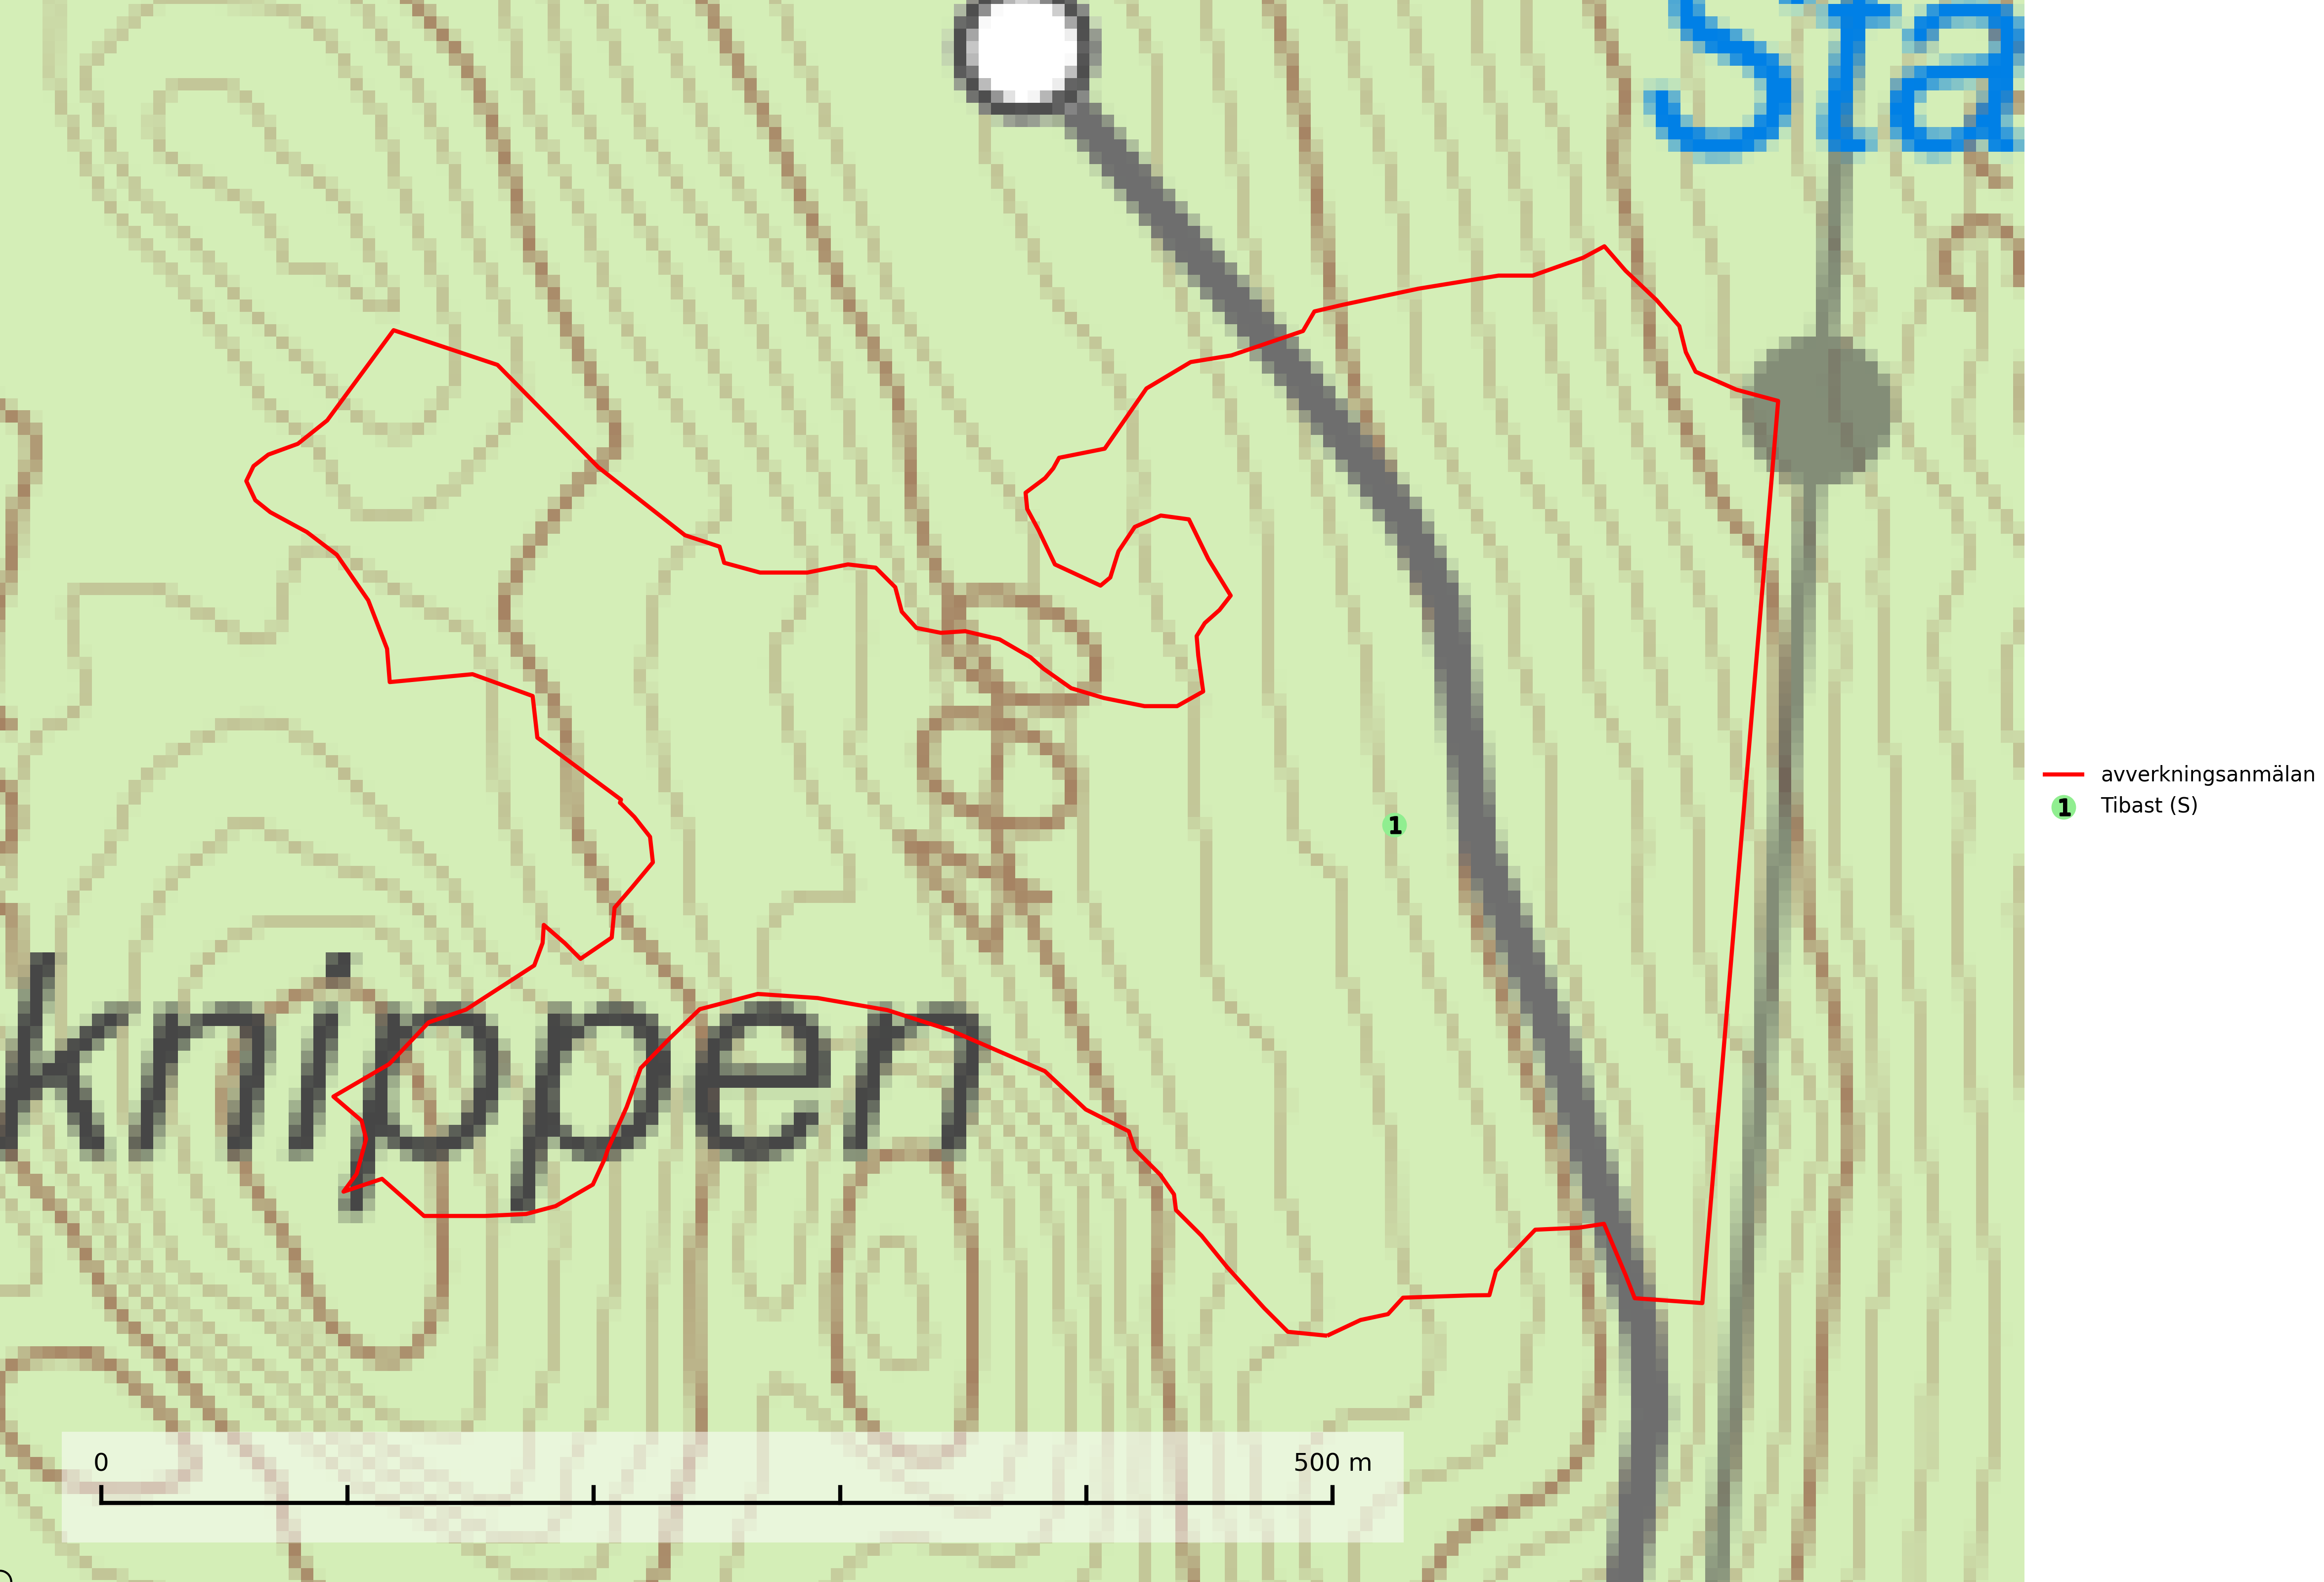 Sta
avverkningsanmälan
1 Tibast (S)
1
knippen
0 500 m